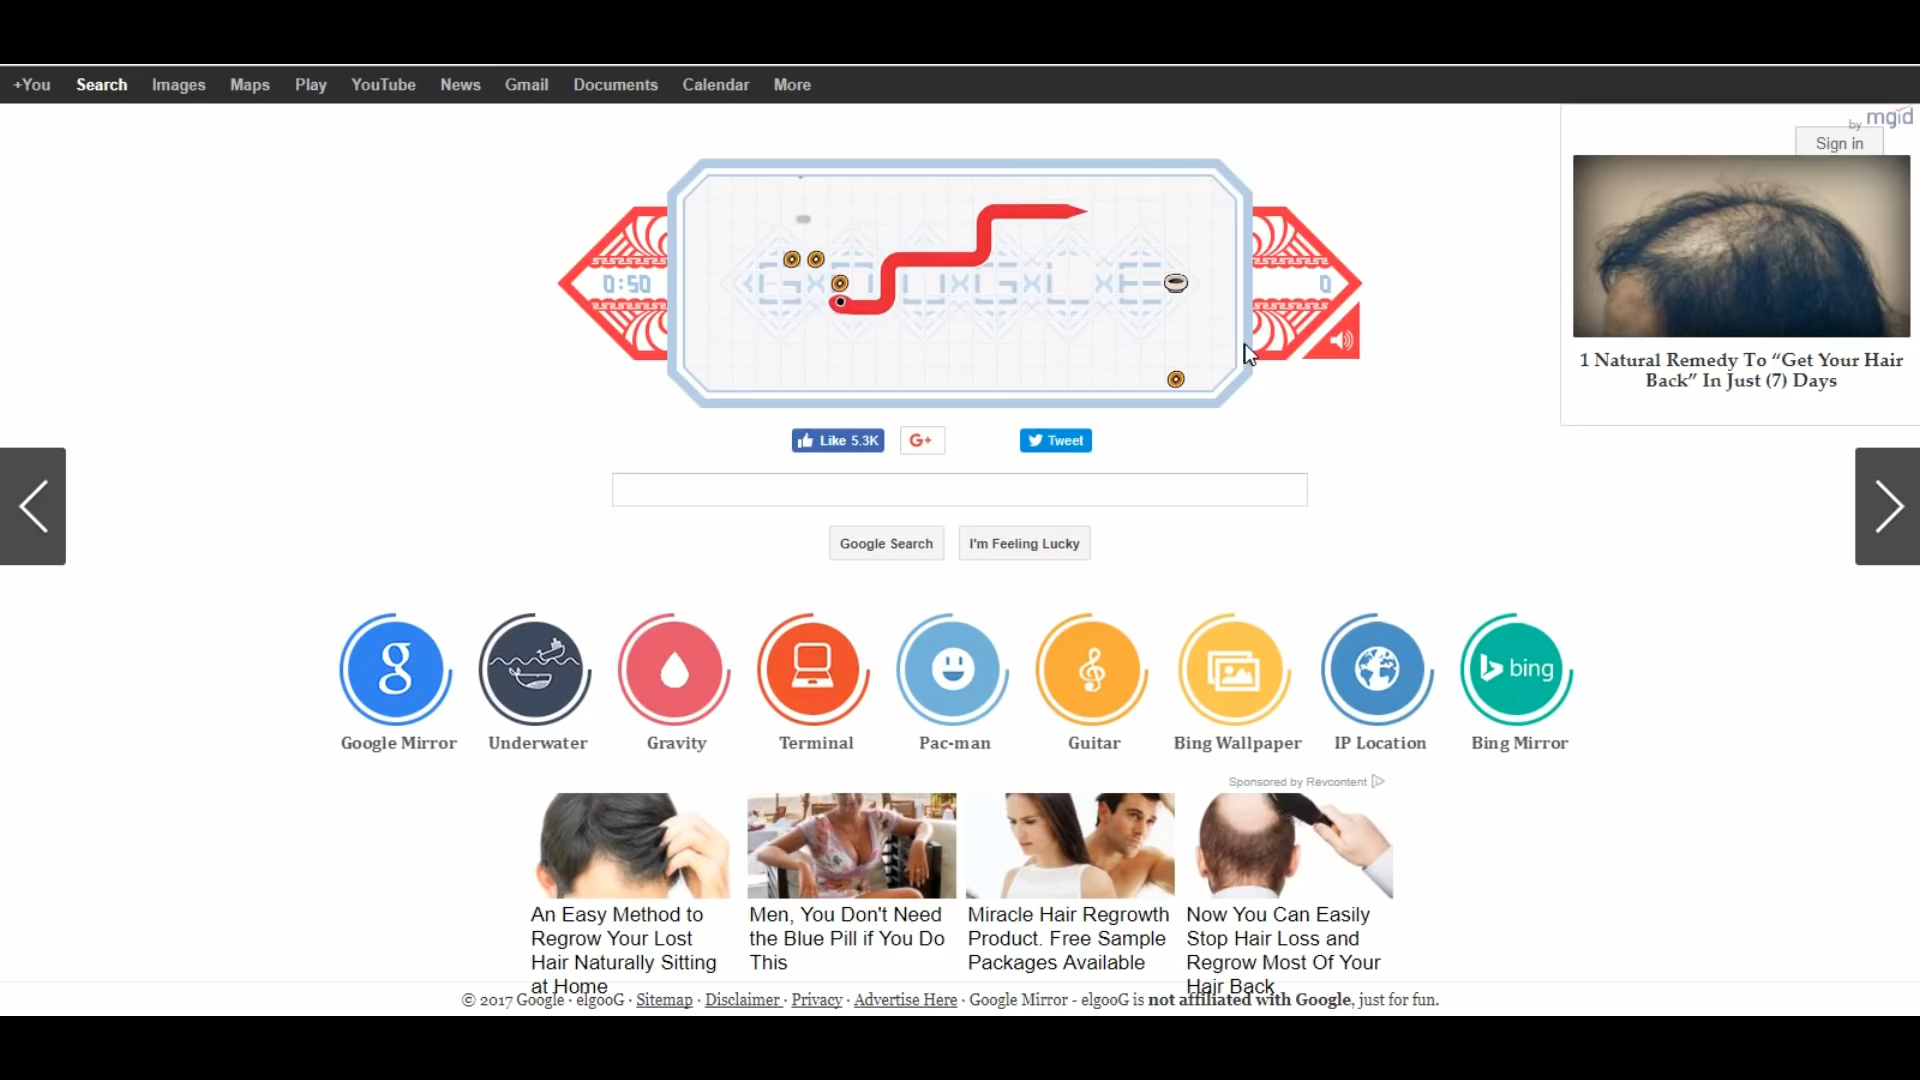 +You Search Images Maps Play YouTube News Gmail Documents Calendar More
by mgid
Sign in
0:50
0
1 Natural Remedy To “Get Your Hair
Back” In Just (7) Days
Like 5.3K
G+
Tweet
Google Search
I'm Feeling Lucky
g
bing
Google Mirror
Underwater
Gravity
Terminal
Pac-man
Guitar
Bing Wallpaper
IP Location
Bing Mirror
Sponsored by Revcontent
An Easy Method to
Regrow Your Lost
Hair Naturally Sitting
at Home
Men, You Don't Need
the Blue Pill if You Do
This
Miracle Hair Regrowth
Product. Free Sample
Packages Available
Now You Can Easily
Stop Hair Loss and
Regrow Most Of Your
Hair Back
© 2017 Google · elgooG · Sitemap · Disclaimer · Privacy · Advertise Here · Google Mirror - elgooG is not affiliated with Google, just for fun.